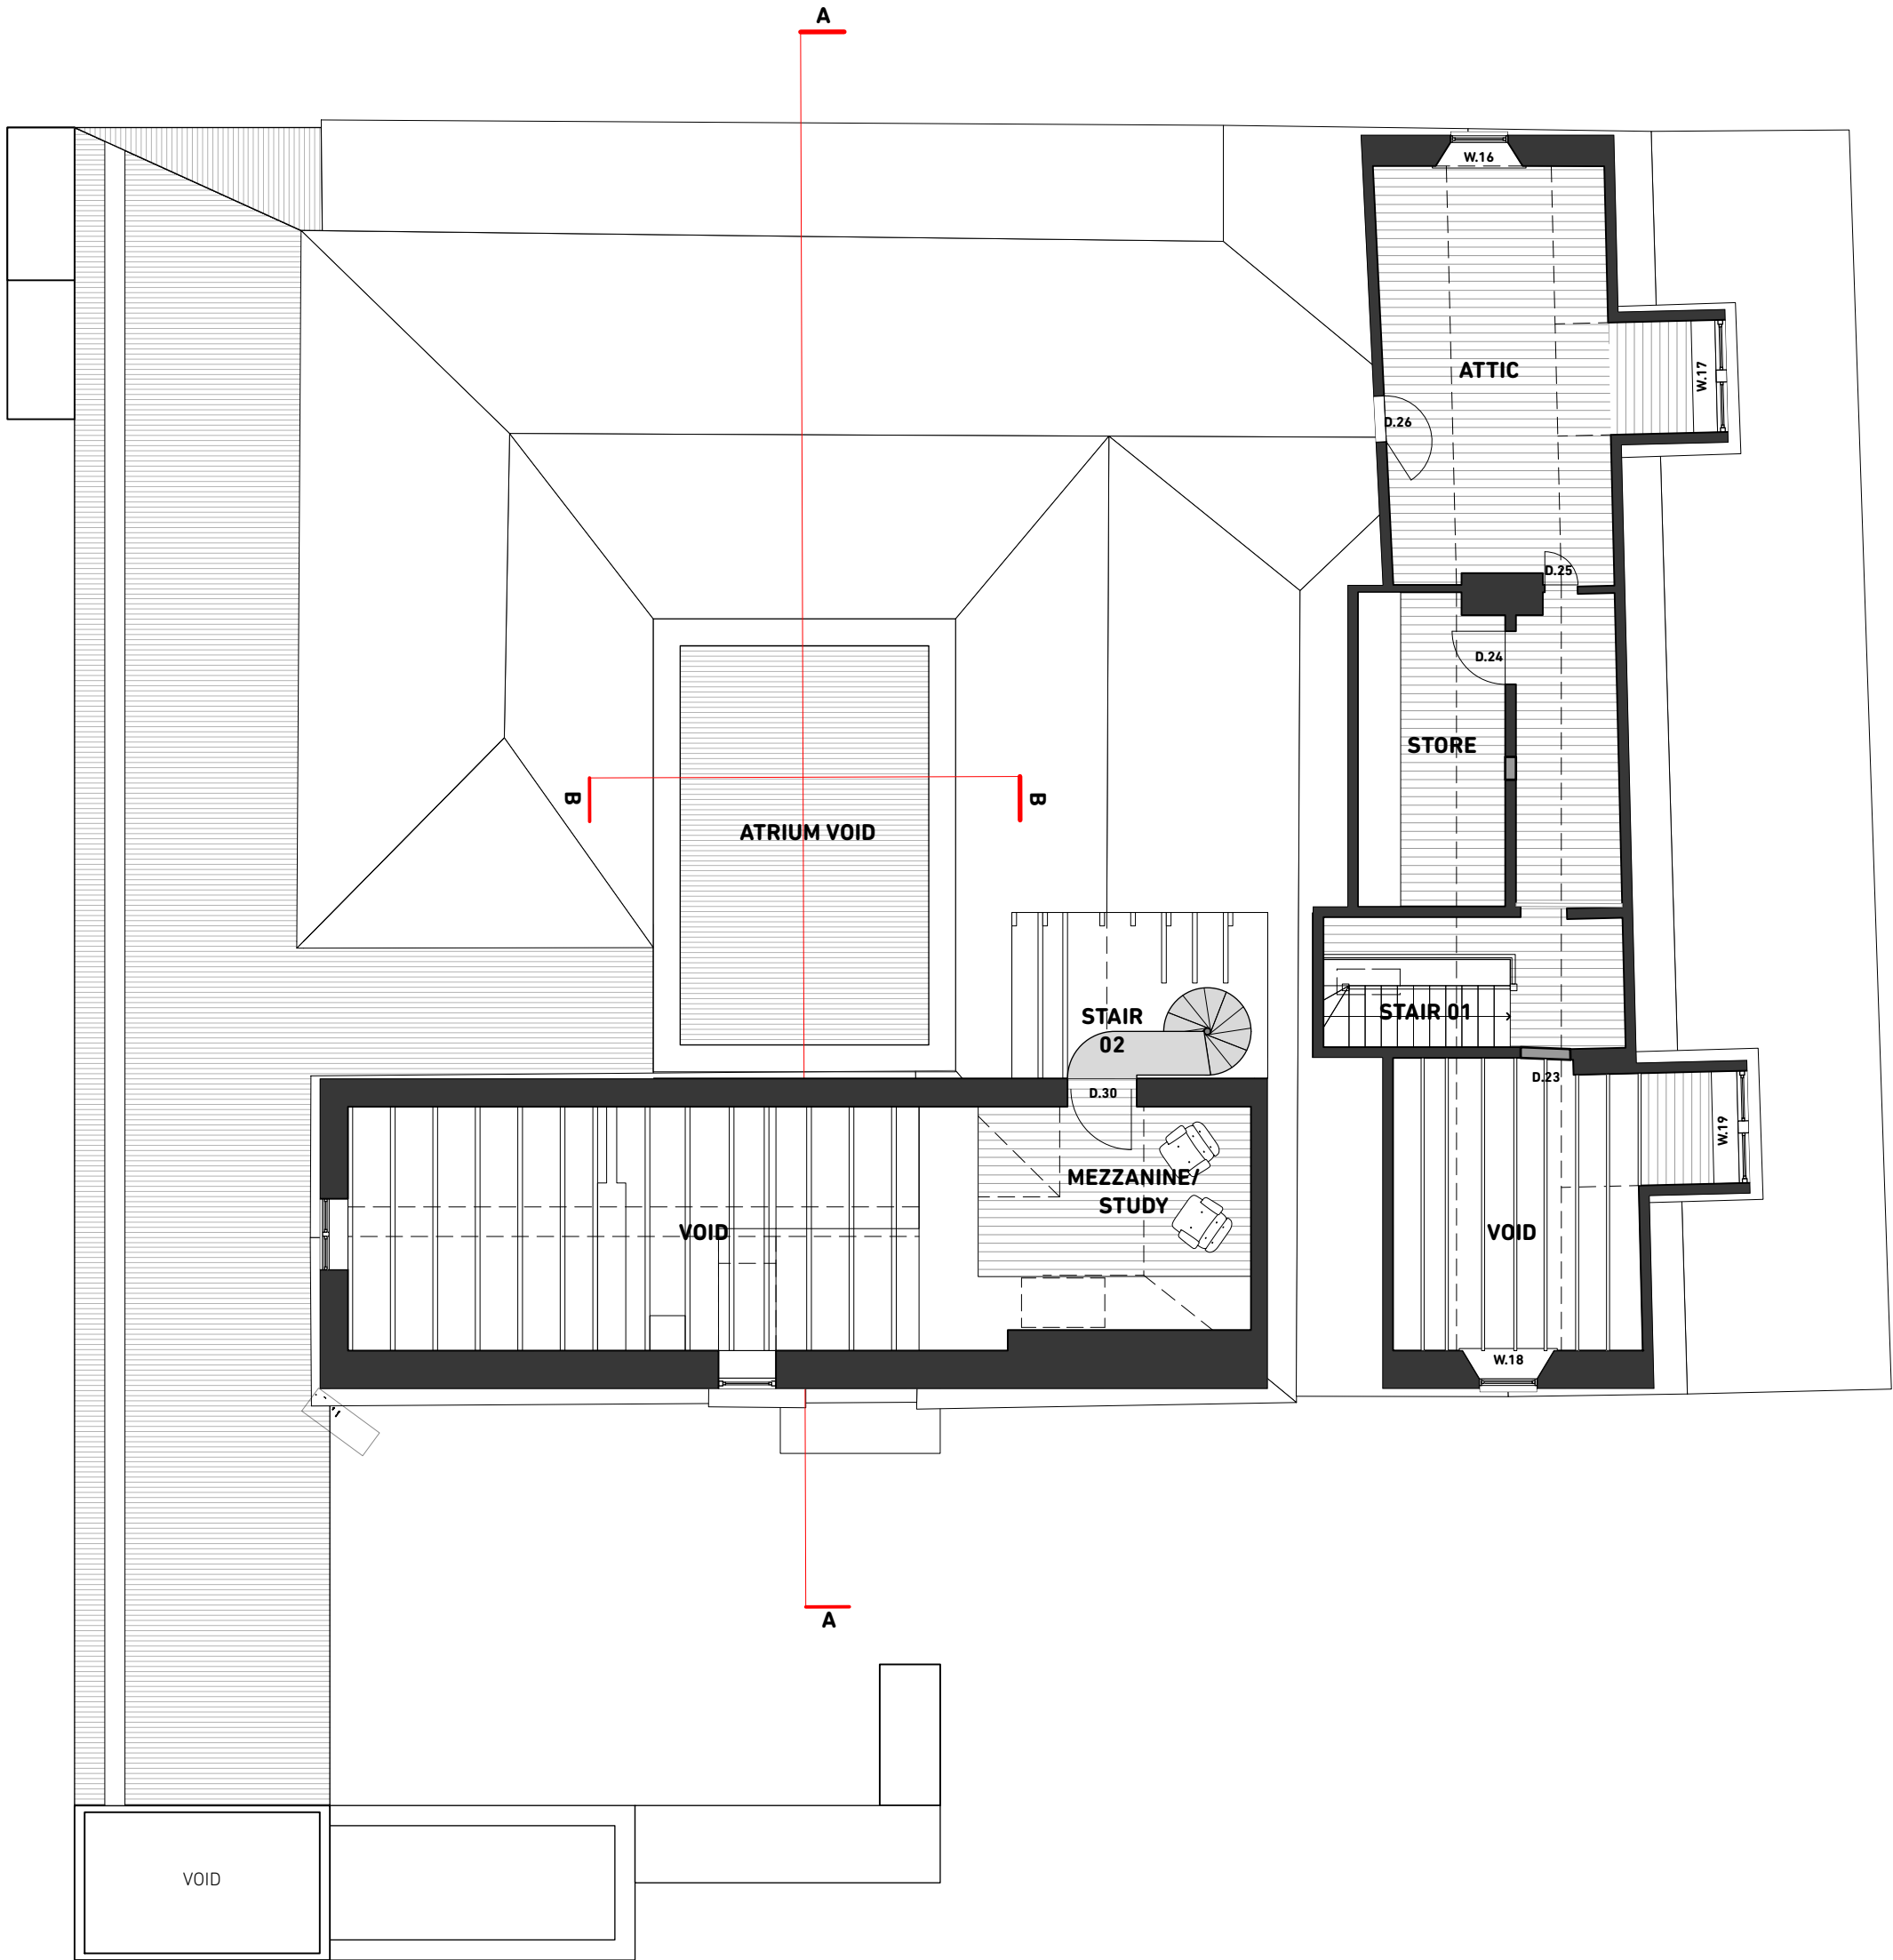 A
W.16
ATTIC
W.17
D.26
D.25
D.24
STORE
B
B
ATRIUM VOID
STAIR
02
STAIR 01
D.30
D.23
W.19
MEZZANINE/
STUDY
VOID
VOID
W.18
A
VOID